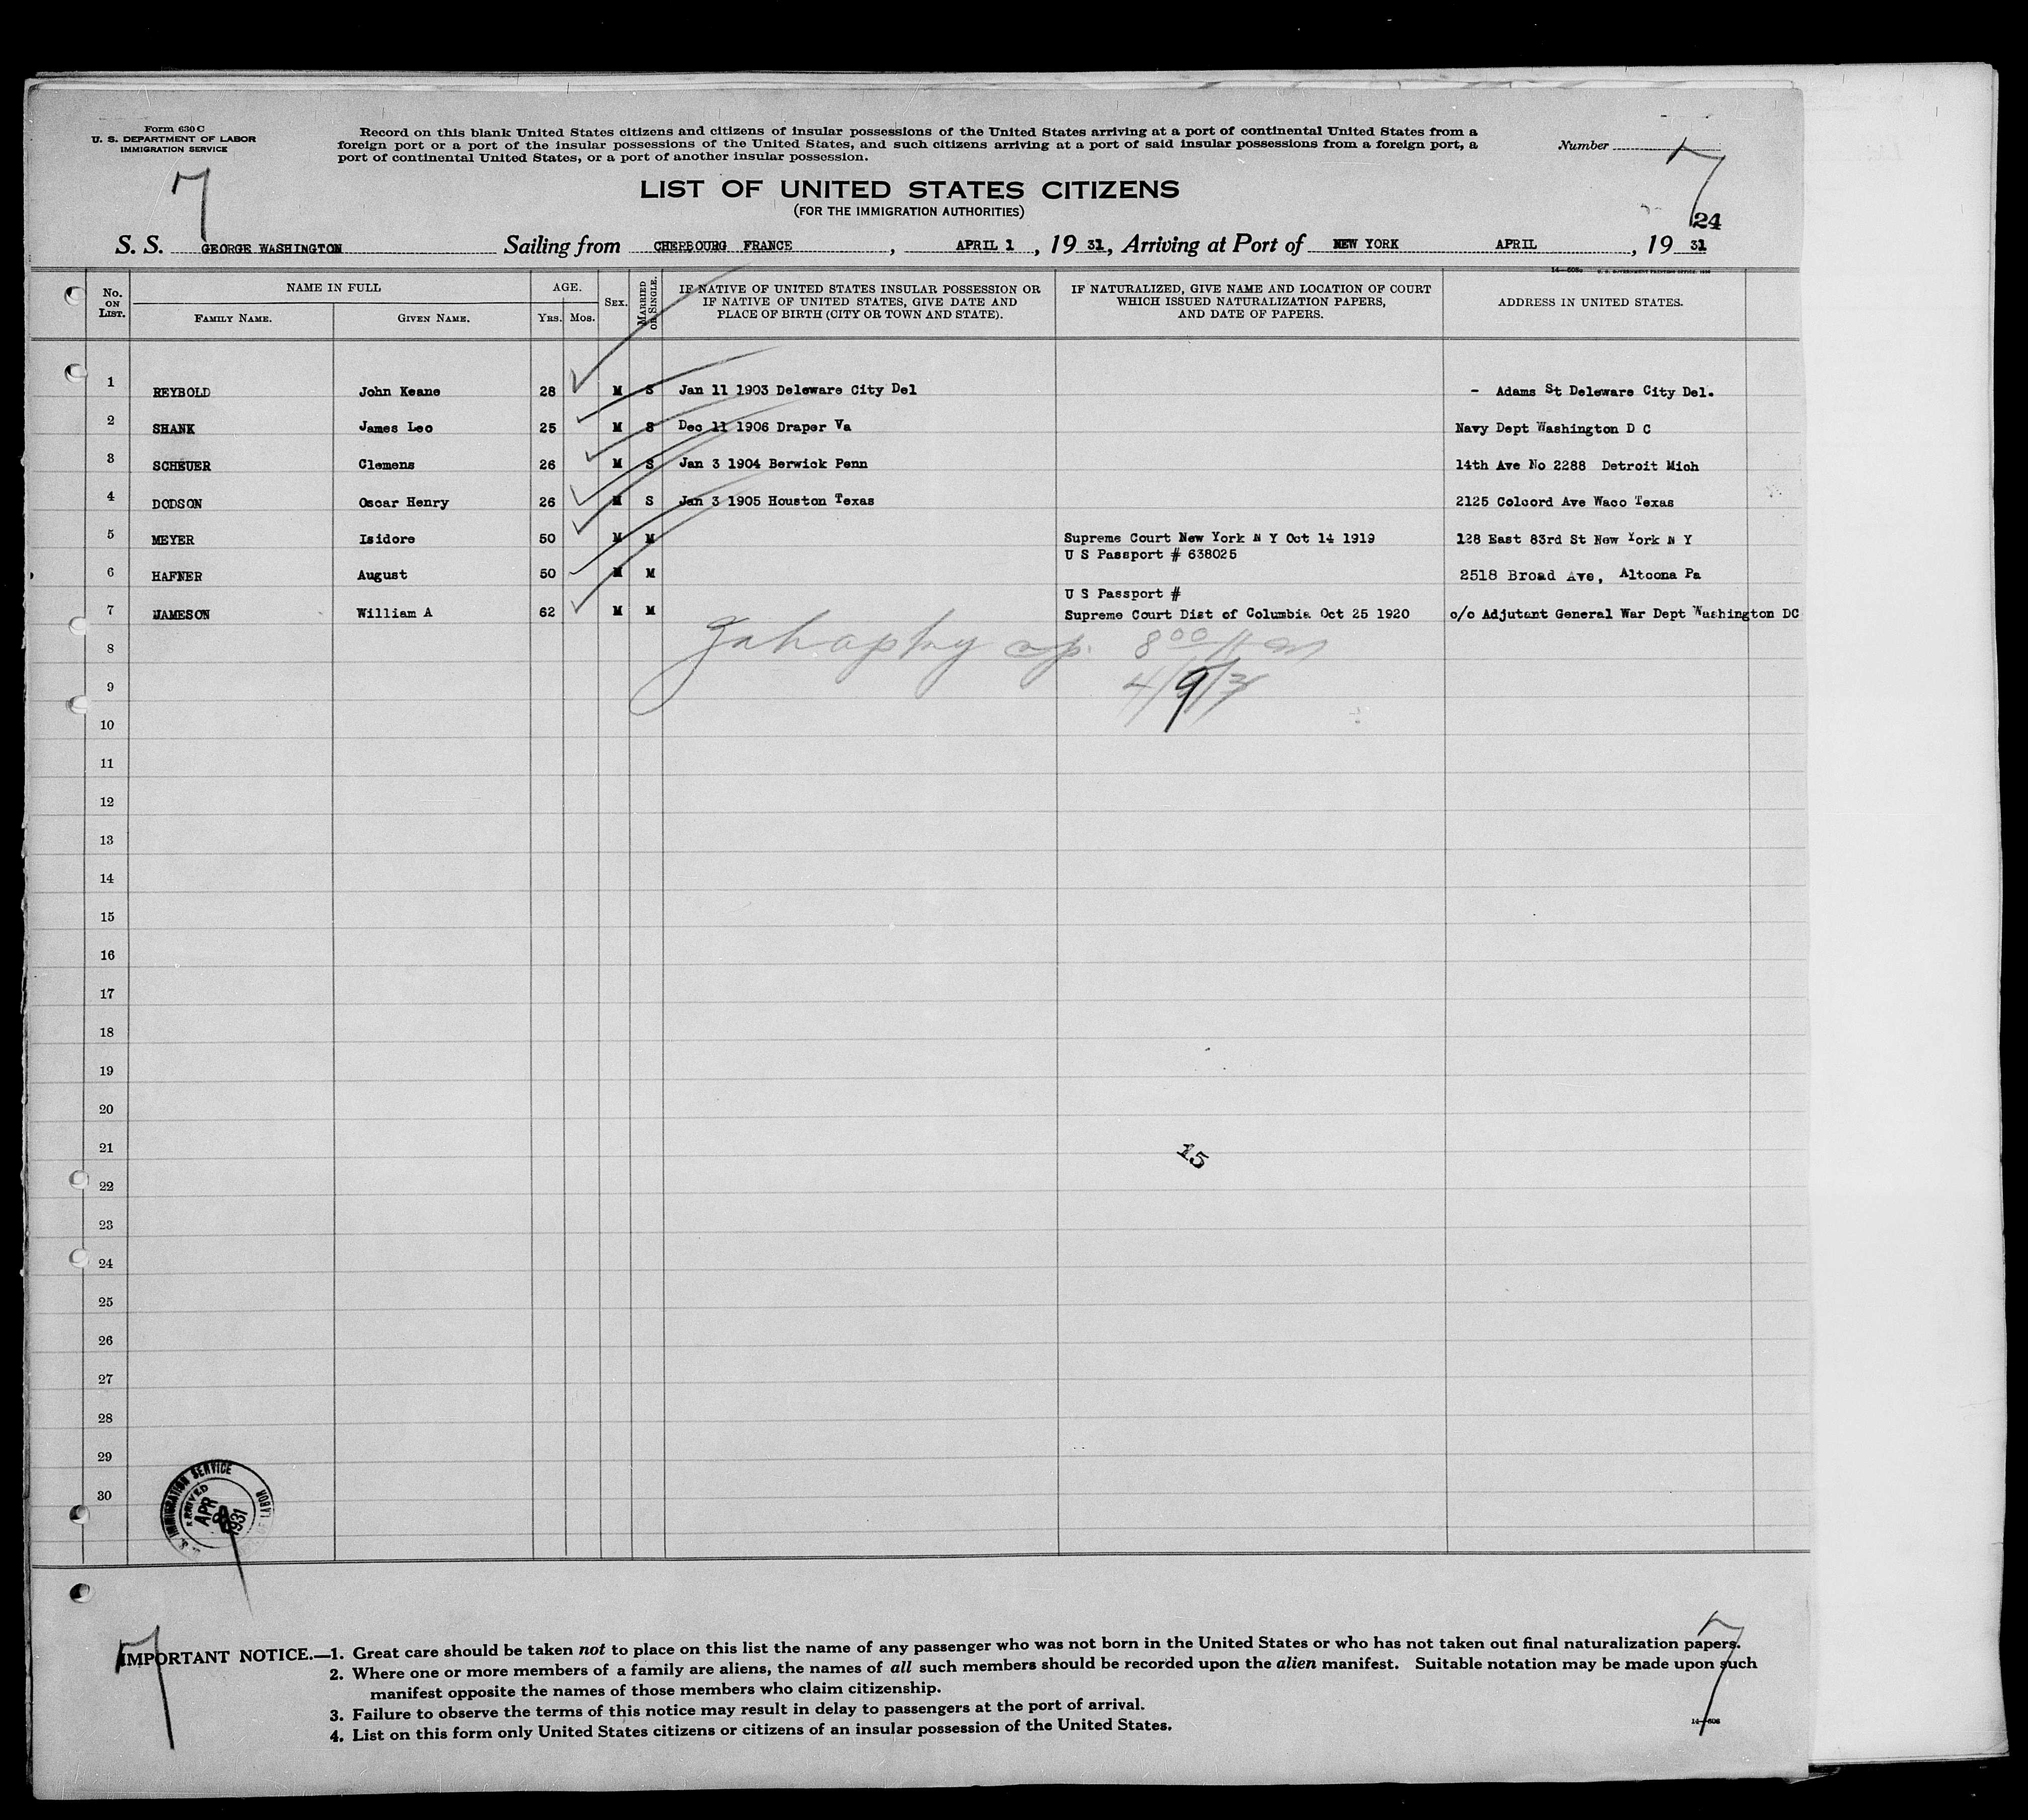 Form 630 C
U. S. DEPARTMENT OF LABOR
IMMIGRATION SERVICE
Record on this blank United States citizens and citizens of insular possessions of the United States arriving at a port of continental United States from a
foreign port or a port of the insular possessions of the United States, and such citizens arriving at a port of said insular possessions from a foreign port, a
port of continental United States, or a port of another insular possession.
Number
7
7
LIST OF UNITED STATES CITIZENS
(FOR THE IMMIGRATION AUTHORITIES)
24
S. S. GEORGE WASHINGTON Sailing from CHERBOURG FRANCE , APRIL 1 , 19 31, Arriving at Port of NEW YORK APRIL , 19 31
No. ON LIST. NAME IN FULL FAMILY NAME. GIVEN NAME. AGE. YRS. MOS. SEX. MARRIED OR SINGLE. IF NATIVE OF UNITED STATES INSULAR POSSESSION OR IF NATIVE OF UNITED STATES, GIVE DATE AND PLACE OF BIRTH (CITY OR TOWN AND STATE). IF NATURALIZED, GIVE NAME AND LOCATION OF COURT WHICH ISSUED NATURALIZATION PAPERS, AND DATE OF PAPERS. ADDRESS IN UNITED STATES.
1 REYBOLD John Keane 28 M S Jan 11 1903 Deleware City Del - Adams St Deleware City Del.
2 SHANK James Leo 25 M S Dec 11 1906 Draper Va Navy Dept Washington D C
3 SCHEUER Clemens 26 M S Jan 3 1904 Berwick Penn 14th Ave No 2288 Detroit Mich
4 DODSON Oscar Henry 26 M S Jan 3 1905 Houston Texas 2125 Colcord Ave Waco Texas
5 MEYER Isidore 50 M M Supreme Court New York N Y Oct 14 1919 128 East 83rd St New York N Y
U S Passport # 638025
6 HAFNER August 50 M M 2518 Broad Ave, Altoona Pa
U S Passport #
7 JAMESON William A 62 M M Supreme Court Dist of Columbia Oct 25 1920 c/o Adjutant General War Dept Washington DC
8
9
10
11
12
13
14
15
16
17
18
19
20
21
15
22
23
24
25
26
27
28
29
30
U. S. IMMIGRATION SERVICE
ARRIVED
APR
1931
LABOR
IMPORTANT NOTICE.—1. Great care should be taken not to place on this list the name of any passenger who was not born in the United States or who has not taken out final naturalization papers.
2. Where one or more members of a family are aliens, the names of all such members should be recorded upon the alien manifest. Suitable notation may be made upon such
manifest opposite the names of those members who claim citizenship.
3. Failure to observe the terms of this notice may result in delay to passengers at the port of arrival.
4. List on this form only United States citizens or citizens of an insular possession of the United States.
7
7